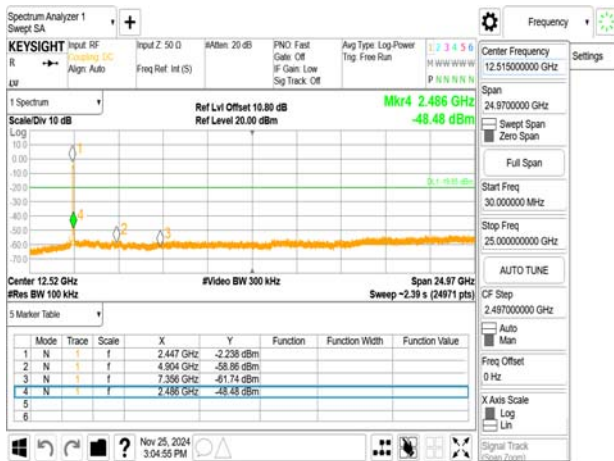 Spectrum Analyzer 1
Swept SA
Frequency
KEYSIGHT
Input: RF
Coupling: DC
Align: Auto
Input Z: 50 Ω
Freq Ref: Int (S)
#Atten: 20 dB
PNO: Fast
Gate: Off
IF Gain: Low
Sig Track: Off
Avg Type: Log-Power
Trig: Free Run
1 2 3 4 5 6
M W W W W W
P N N N N N
R
Center Frequency
12.515000000 GHz
Settings
Span
24.9700000 GHz
Swept Span
Zero Span
Full Span
Start Freq
30.000000 MHz
Stop Freq
25.000000000 GHz
AUTO TUNE
CF Step
2.497000000 GHz
Auto
Man
Freq Offset
0 Hz
X Axis Scale
Log
Lin
Signal Track
(Span Zoom)
1 Spectrum
Scale/Div 10 dB
Log
Ref Lvl Offset 10.80 dB
Ref Level 20.00 dBm
Mkr4 2.486 GHz
-48.48 dBm
10.0
0.00
-10.0
-20.0
-30.0
-40.0
-50.0
-60.0
-70.0
1
2
3
4
Center 12.52 GHz
#Res BW 100 kHz
#Video BW 300 kHz
Span 24.97 GHz
Sweep ~2.39 s (24971 pts)
5 Marker Table
Mode Trace Scale X Y Function Function Width Function Value
1 N 1 f 2.447 GHz -2.238 dBm
2 N 1 f 4.904 GHz -58.86 dBm
3 N 1 f 7.356 GHz -61.74 dBm
4 N 1 f 2.486 GHz -48.48 dBm
5
6
Nov 25, 2024
3:04:55 PM